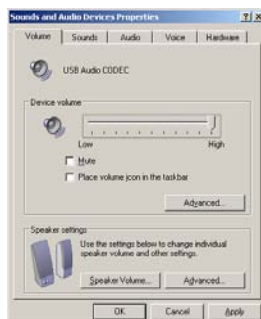 Sounds and Audio Devices Properties
Volume
Sounds
Audio
Voice
Hardware
USB Audio CODEC
Device volume
Low
High
Mute
Place volume icon in the taskbar
Advanced...
Speaker settings
Use the settings below to change individual
speaker volume and other settings.
Speaker Volume...
Advanced...
OK
Cancel
Apply